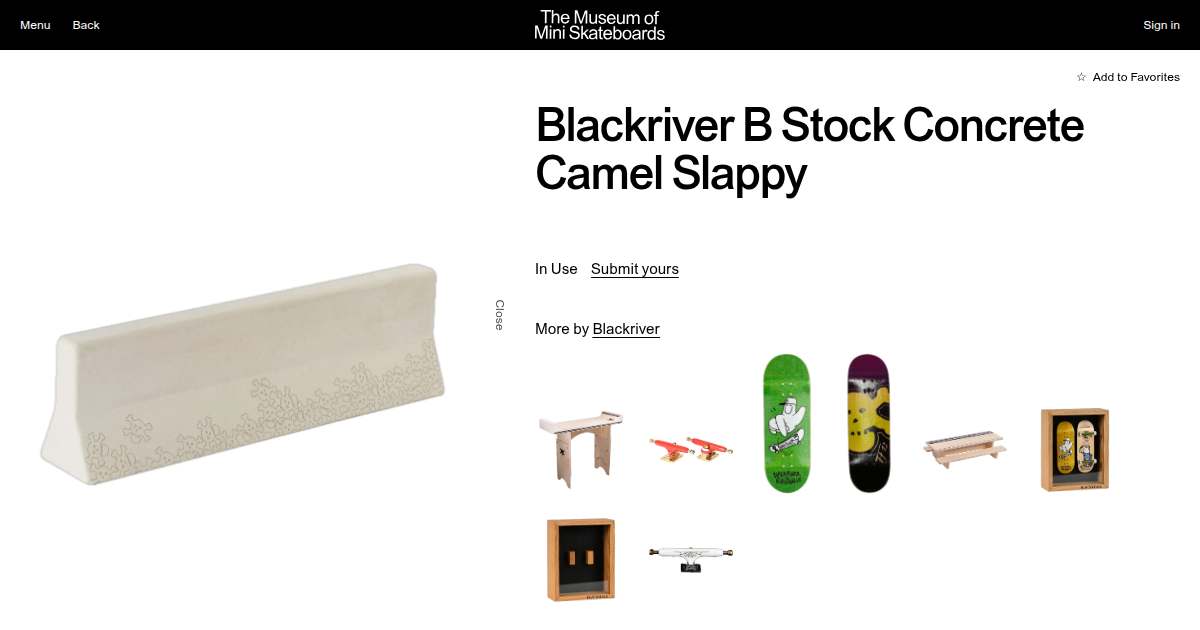 Menu Back
The Museum of
Mini Skateboards
Sign in
☆ Add to Favorites
Blackriver B Stock Concrete
Camel Slappy
In Use Submit yours
Close
More by Blackriver